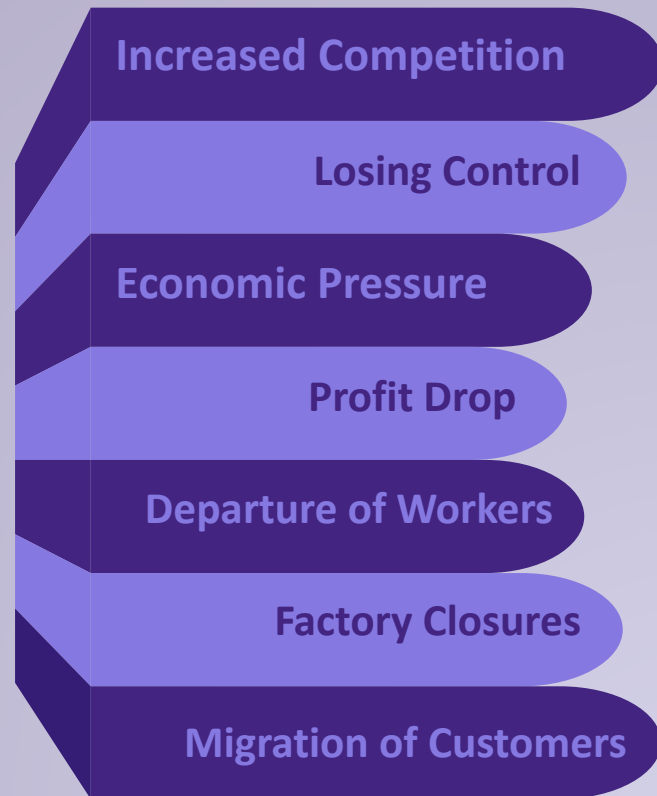 Increased Competition
Losing Control
Economic Pressure
Profit Drop
Departure of Workers
Factory Closures
Migration of Customers